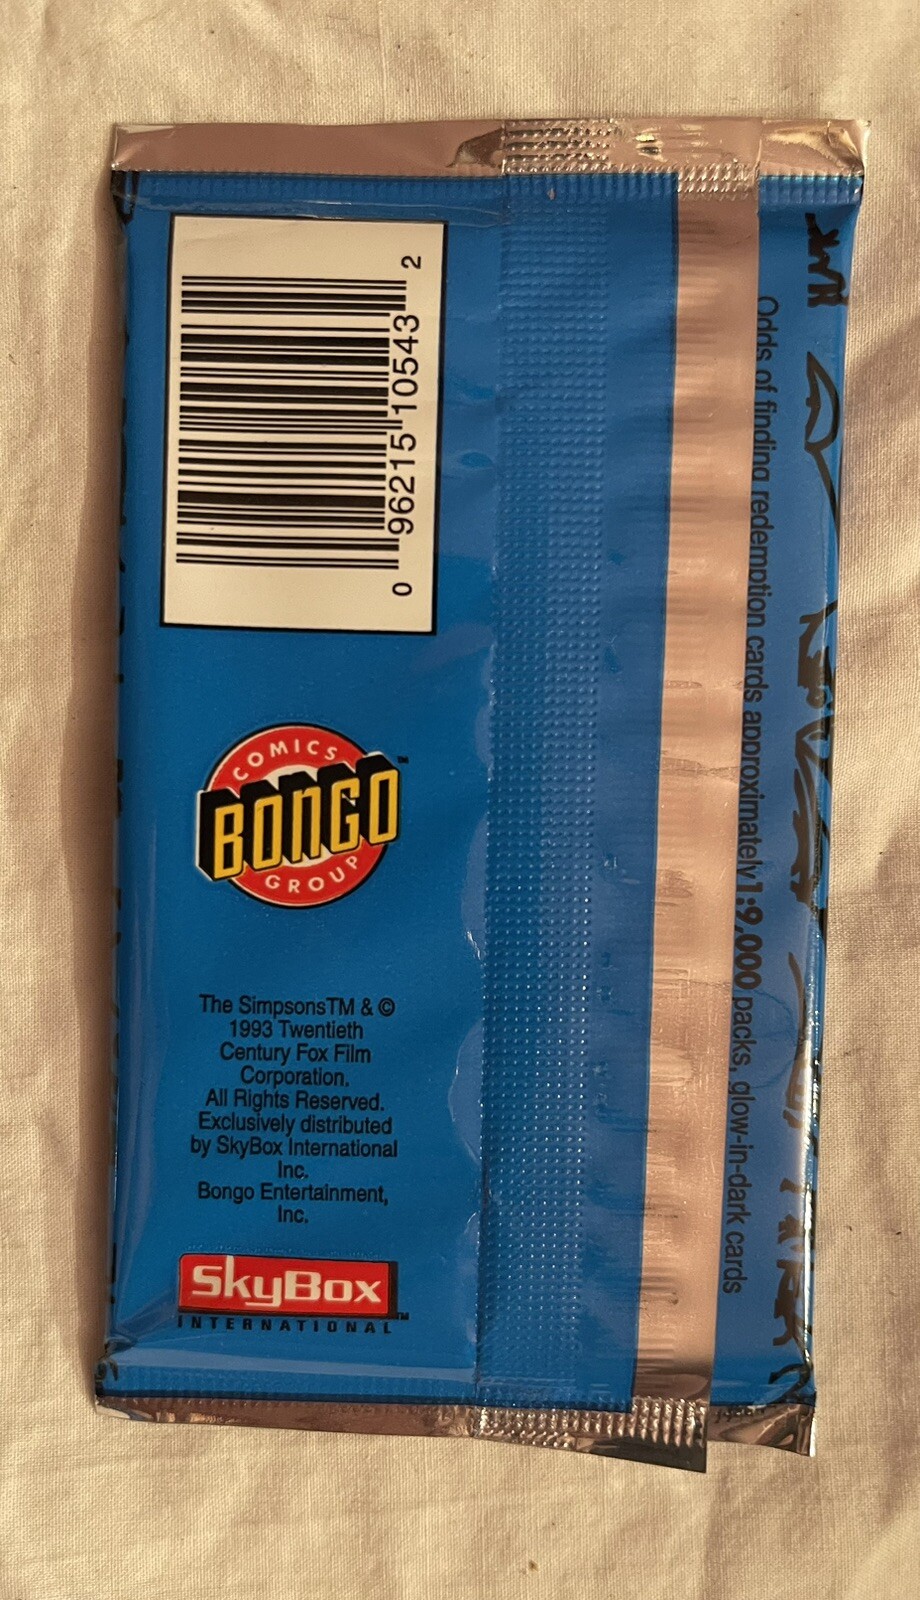 0 96215 10543 2
COMICS
BONGO™
GROUP
The SimpsonsTM & ©
1993 Twentieth
Century Fox Film
Corporation.
All Rights Reserved.
Exclusively distributed
by SkyBox International
Inc.
Bongo Entertainment,
Inc.
SkyBox™
INTERNATIONAL
Odds of finding redemption cards approximately 1:9,000 packs, glow-in-dark cards